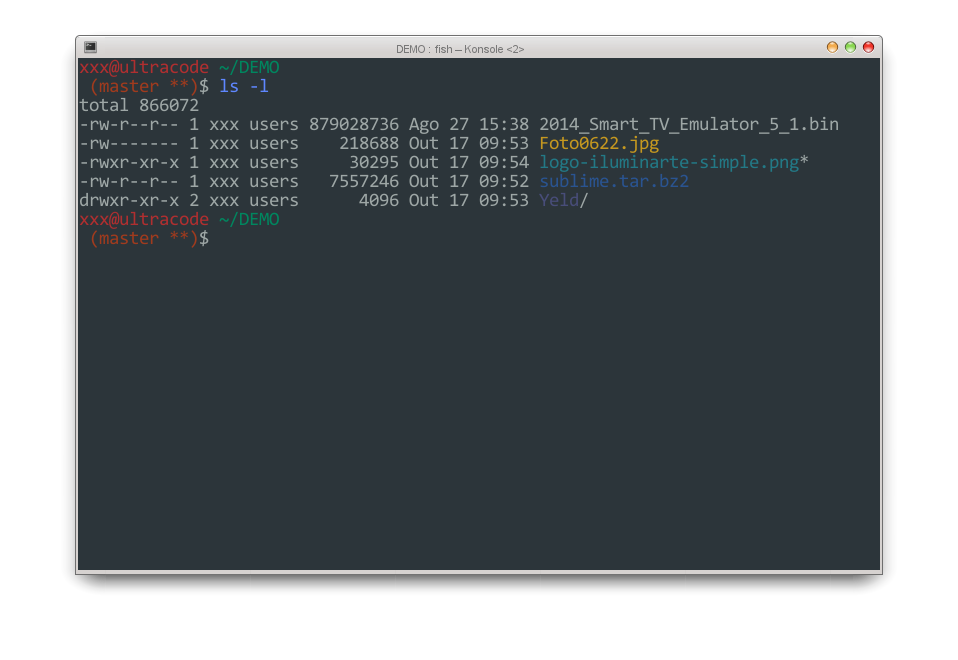 DEMO : fish – Konsole <2>
xxx@ultracode ~/DEMO
 (master **)$ ls -l
total 866072
-rw-r--r-- 1 xxx users 879028736 Ago 27 15:38 2014_Smart_TV_Emulator_5_1.bin
-rw------- 1 xxx users    218688 Out 17 09:53 Foto0622.jpg
-rwxr-xr-x 1 xxx users     30295 Out 17 09:54 logo-iluminarte-simple.png*
-rw-r--r-- 1 xxx users   7557246 Out 17 09:52 sublime.tar.bz2
drwxr-xr-x 2 xxx users      4096 Out 17 09:53 Yeld/
xxx@ultracode ~/DEMO
 (master **)$